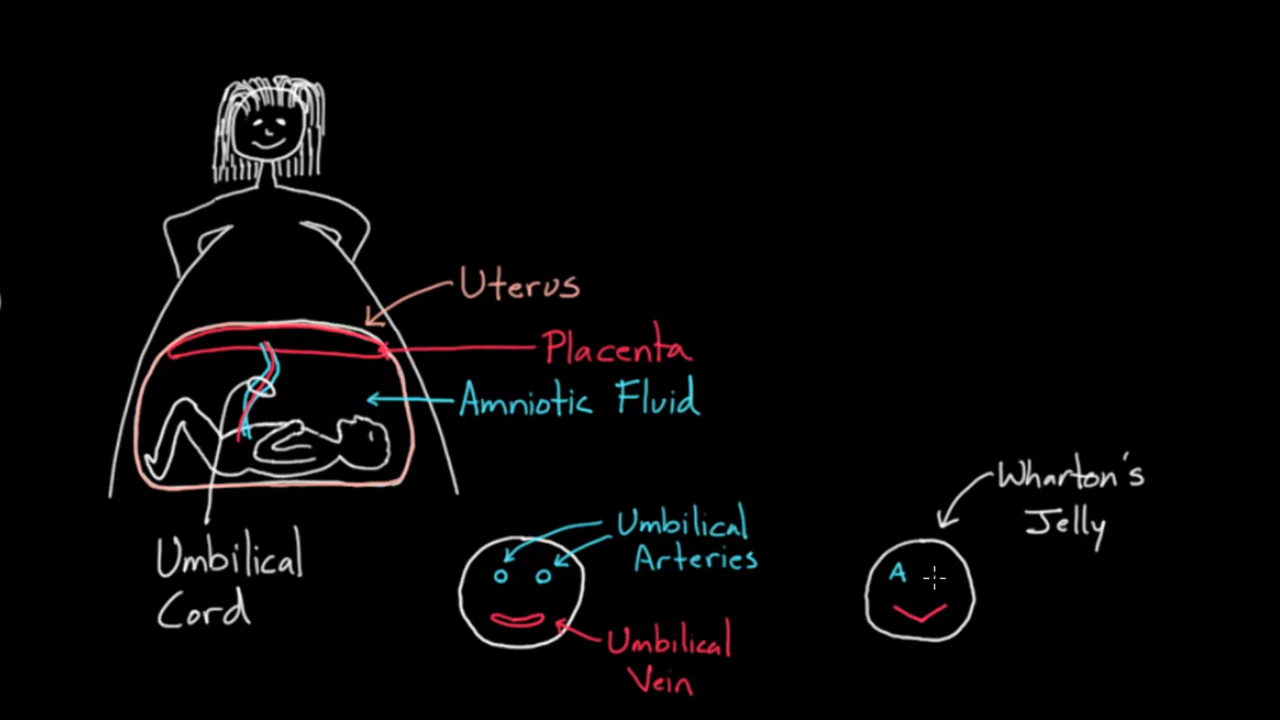 Uterus
Placenta
Amniotic Fluid
Umbilical
Cord
Umbilical
Arteries
Umbilical
Vein
Wharton's
Jelly
A